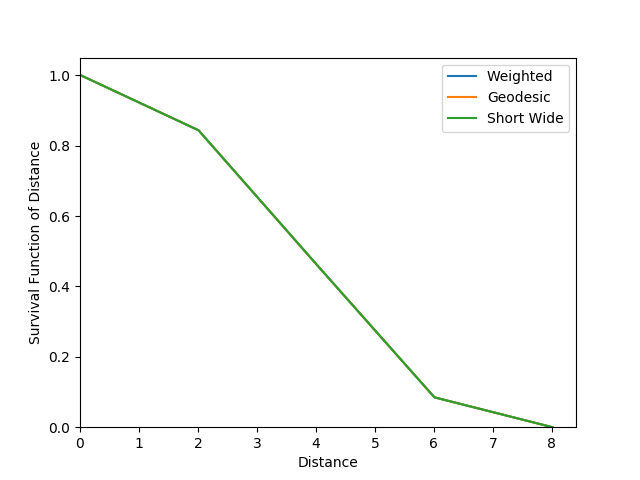 Weighted
Geodesic
Short Wide
1.0
0.8
0.6
0.4
0.2
0.0
Survival Function of Distance
0 1 2 3 4 5 6 7 8
Distance